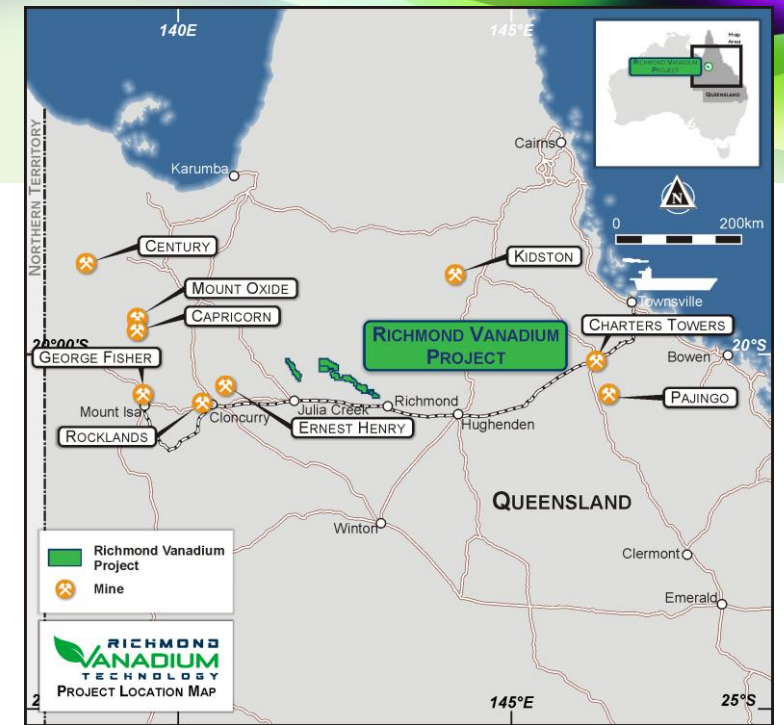 140E
145°E
Map
Area
RICHMOND VANADIUM
PROJECT
QUEENSLAND
Cairns
Karumba
NORTHERN TERRITORY
N
0
200km
CENTURY
KIDSTON
MOUNT OXIDE
CAPRICORN
Townsville
CHARTERS TOWERS
RICHMOND VANADIUM
PROJECT
20°00'S
20°S
GEORGE FISHER
Bowen
Mount Isa
Cloncurry
Julia Creek
Richmond
Hughenden
PAJINGO
ROCKLANDS
ERNEST HENRY
QUEENSLAND
Winton
Clermont
Emerald
Richmond Vanadium
Project
Mine
RICHMOND
VANADIUM
TECHNOLOGY
PROJECT LOCATION MAP
145°E
25°S